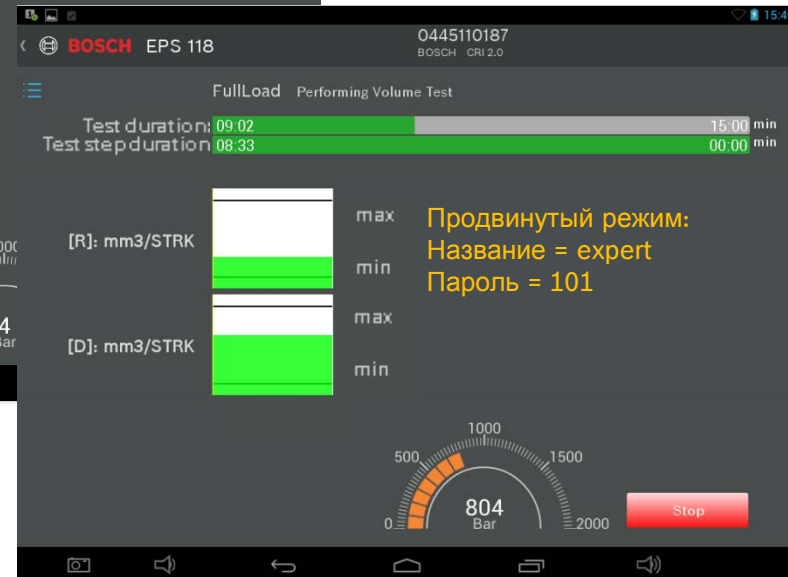 15:4
BOSCH EPS 118
0445110187
BOSCH CRI 2.0
FullLoad Performing Volume Test
Test duration: 09:02 15:00 min
Test step duration 08:33 00:00 min
max
[R]: mm3/STRK
min
max
[D]: mm3/STRK
min
Продвинутый режим:
Название = expert
Пароль = 101
1000
500
1500
0
2000
804
Bar
Stop